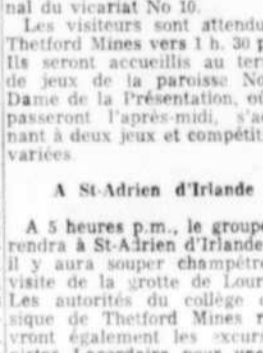 nal du vicariat No 10.
Les visiteurs sont attendu
Thetford Mines vers 1 h. 30 p
Ils seront accueillis au ter
de jeux de la paroisse No
Dame de la Présentation, où
passeront l'après-midi, s'a
nant à deux jeux et compétit
variées
A St-Adrien d'Irlande
A 5 heures p.m., le groupe
rendra à St-Adrien d'Irlande
il y aura souper champêtre
visite de la grotte de Lour
Les autorités du collège
sique de Thetford Mines r
vront également les excur